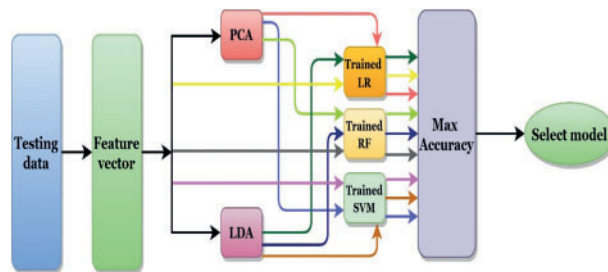 Testing
data
Feature
vector
PCA
LDA
Trained
LR
Trained
RF
Trained
SVM
Max
Accuracy
Select model